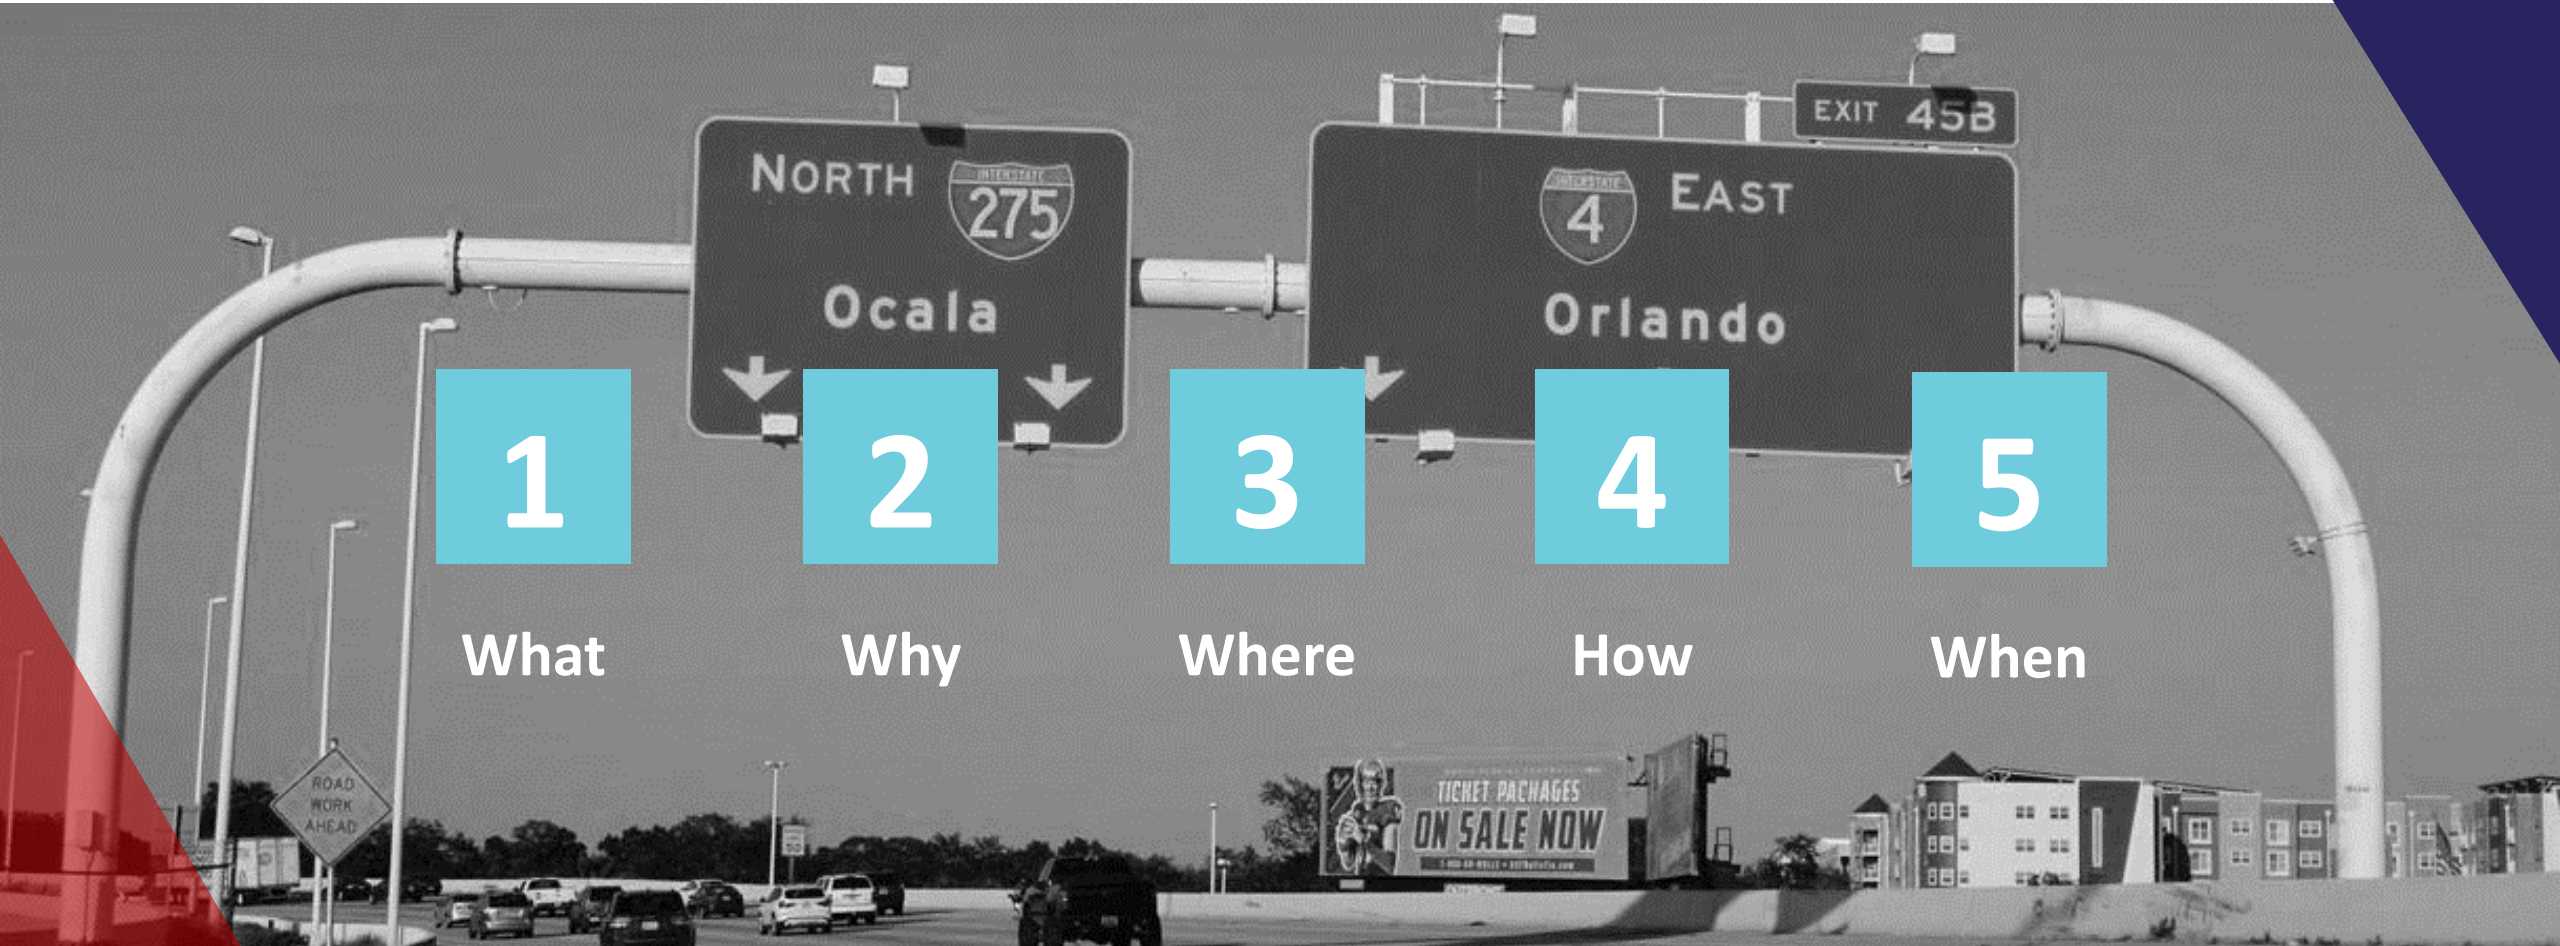 EXIT 45B
NORTH
INTERSTATE
275
Ocala
INTERSTATE
4
EAST
Orlando
1
2
3
4
5
What
Why
Where
How
When
ROAD
WORK
AHEAD
TICKET PACKAGES
ON SALE NOW